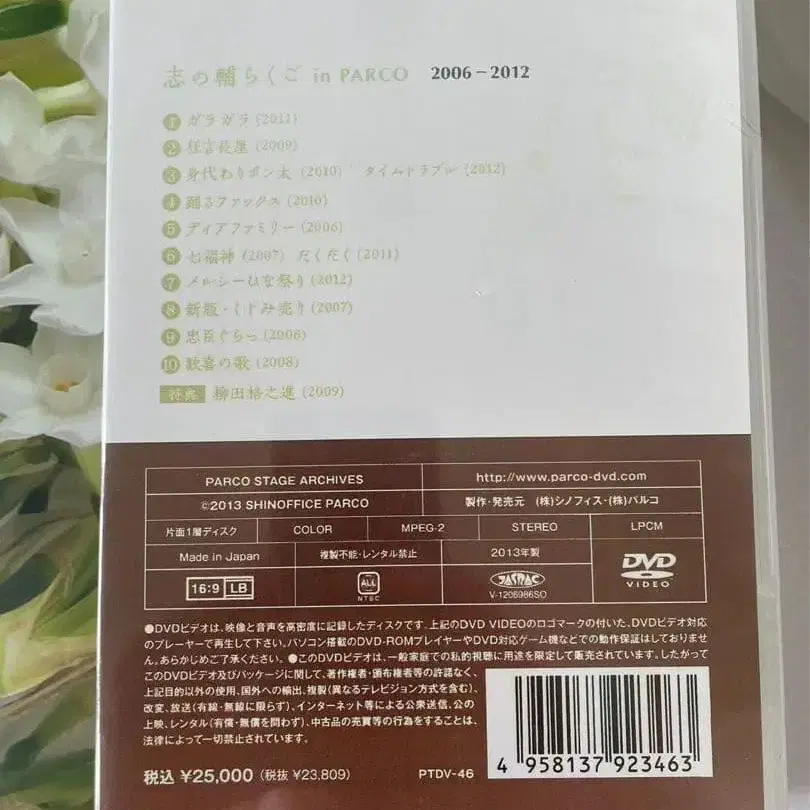 志の輔らくご in PARCO 2006-2012
1 ガラガラ (2011)
2 狂言長屋 (2009)
3 身代わりポン太 (2010) タイムトラブル (2012)
4 踊るファックス (2010)
5 ディアファミリー (2006)
6 七福神 (2007) だくだく (2011)
7 メルシーひな祭り (2012)
8 新版・しじみ売り (2007)
9 忠臣ぐらっ (2006)
10 歓喜の歌 (2008)
特典 柳田格之進 (2009)
PARCO STAGE ARCHIVES http://www.parco-dvd.com
©2013 SHINOFFICE PARCO 製作・発売元 (株)シノフィス・(株)パルコ
片面1層ディスク COLOR MPEG-2 STEREO LPCM
Made in Japan 複製不能・レンタル禁止 2013年製 DVD VIDEO
16:9 LB ALL NTSC JASRAC V-1206986SO
●DVDビデオは、映像と音声を高密度に記録したディスクです。上記のDVD VIDEOのロゴマークの付いた、DVDビデオ対応
のプレーヤーで再生して下さい。パソコン搭載のDVD-ROMプレイヤーやDVD対応ゲーム機などでの動作保証はしておりませ
ん。あらかじめご了承ください。●このDVDビデオは、一般家庭での私的視聴に用途を限定して販売されています。したがって
このDVDビデオ及びパッケージに関して、著作権者・頒布権者等の許諾なく、
上記目的以外の使用、国外への輸出、複製(異なるテレビジョン方式を含む)、
改変、放送(有線・無線に限らず)、インターネット等による公衆送信、公の
上映、レンタル(有償・無償を問わず)、中古品の売買等の行為をすることは、
法律によって一切禁止されています。
税込 ¥25,000 (税抜 ¥23,809) PTDV-46
4 958137 923463